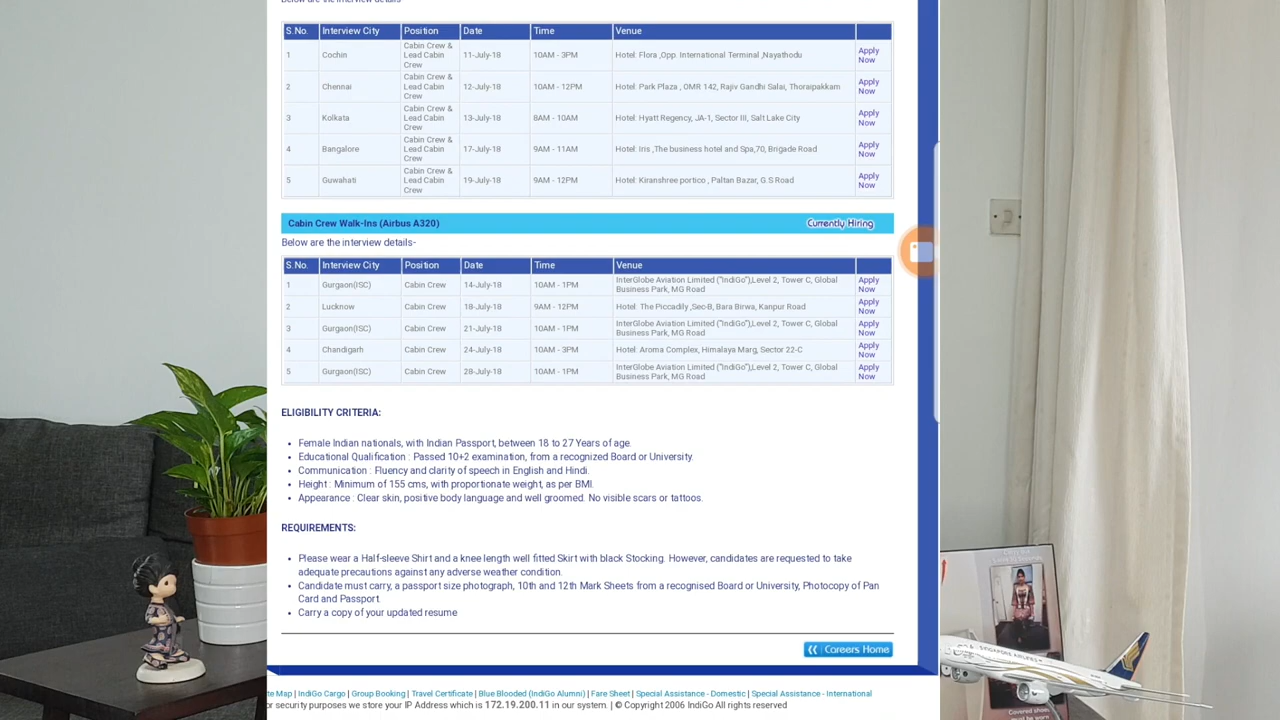 Below are the interview details-
S.No. Interview City Position Date Time Venue
1 Cochin Cabin Crew & Lead Cabin Crew 11-July-18 10AM - 3PM Hotel: Flora ,Opp. International Terminal ,Nayathodu Apply Now
2 Chennai Cabin Crew & Lead Cabin Crew 12-July-18 10AM - 12PM Hotel: Park Plaza , OMR 142, Rajiv Gandhi Salai, Thoraipakkam Apply Now
3 Kolkata Cabin Crew & Lead Cabin Crew 13-July-18 8AM - 10AM Hotel: Hyatt Regency, JA-1, Sector III, Salt Lake City Apply Now
4 Bangalore Cabin Crew & Lead Cabin Crew 17-July-18 9AM - 11AM Hotel: Iris ,The business hotel and Spa,70, Brigade Road Apply Now
5 Guwahati Cabin Crew & Lead Cabin Crew 19-July-18 9AM - 12PM Hotel: Kiranshree portico , Paltan Bazar, G.S Road Apply Now
Cabin Crew Walk-Ins (Airbus A320) Currently Hiring
Below are the interview details-
S.No. Interview City Position Date Time Venue
1 Gurgaon(ISC) Cabin Crew 14-July-18 10AM - 1PM InterGlobe Aviation Limited ("IndiGo"),Level 2, Tower C, Global Business Park, MG Road Apply Now
2 Lucknow Cabin Crew 18-July-18 9AM - 12PM Hotel: The Piccadily ,Sec-B, Bara Birwa, Kanpur Road Apply Now
3 Gurgaon(ISC) Cabin Crew 21-July-18 10AM - 1PM InterGlobe Aviation Limited ("IndiGo"),Level 2, Tower C, Global Business Park, MG Road Apply Now
4 Chandigarh Cabin Crew 24-July-18 10AM - 3PM Hotel: Aroma Complex, Himalaya Marg, Sector 22-C Apply Now
5 Gurgaon(ISC) Cabin Crew 28-July-18 10AM - 1PM InterGlobe Aviation Limited ("IndiGo"),Level 2, Tower C, Global Business Park, MG Road Apply Now
ELIGIBILITY CRITERIA:
• Female Indian nationals, with Indian Passport, between 18 to 27 Years of age.
• Educational Qualification : Passed 10+2 examination, from a recognized Board or University.
• Communication : Fluency and clarity of speech in English and Hindi.
• Height : Minimum of 155 cms, with proportionate weight, as per BMI.
• Appearance : Clear skin, positive body language and well groomed. No visible scars or tattoos.
REQUIREMENTS:
• Please wear a Half-sleeve Shirt and a knee length well fitted Skirt with black Stocking. However, candidates are requested to take
adequate precautions against any adverse weather condition.
• Candidate must carry, a passport size photograph, 10th and 12th Mark Sheets from a recognised Board or University, Photocopy of Pan
Card and Passport.
• Carry a copy of your updated resume
Careers Home
te Map | IndiGo Cargo | Group Booking | Travel Certificate | Blue Blooded (IndiGo Alumni) | Fare Sheet | Special Assistance - Domestic | Special Assistance - International
or security purposes we store your IP Address which is 172.19.200.11 in our system. | © Copyright 2006 IndiGo All rights reserved
SINGAPORE AIRLINES
Covered shoes
must be worn